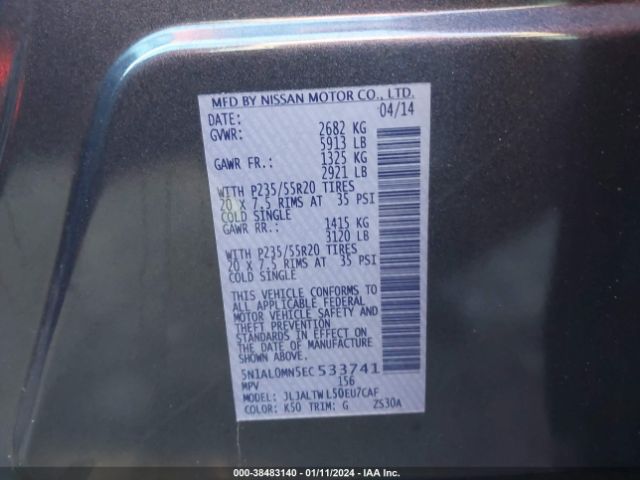 MFD BY NISSAN MOTOR CO., LTD.
DATE: 04/14
GVWR: 2682 KG
5913 LB
GAWR FR.: 1325 KG
2921 LB
WITH P235/55R20 TIRES
20 X 7.5 RIMS AT 35 PSI
COLD SINGLE
GAWR RR.: 1415 KG
3120 LB
WITH P235/55R20 TIRES
20 X 7.5 RIMS AT 35 PSI
COLD SINGLE
THIS VEHICLE CONFORMS TO
ALL APPLICABLE FEDERAL
MOTOR VEHICLE SAFETY AND
THEFT PREVENTION
STANDARDS IN EFFECT ON
THE DATE OF MANUFACTURE
SHOWN ABOVE.
5N1AL0MN5EC533741
MPV 156
MODEL: JLJALTWL50EU7CAF
COLOR: K50 TRIM: G ZS30A
000-38483140 - 01/11/2024 - IAA Inc.